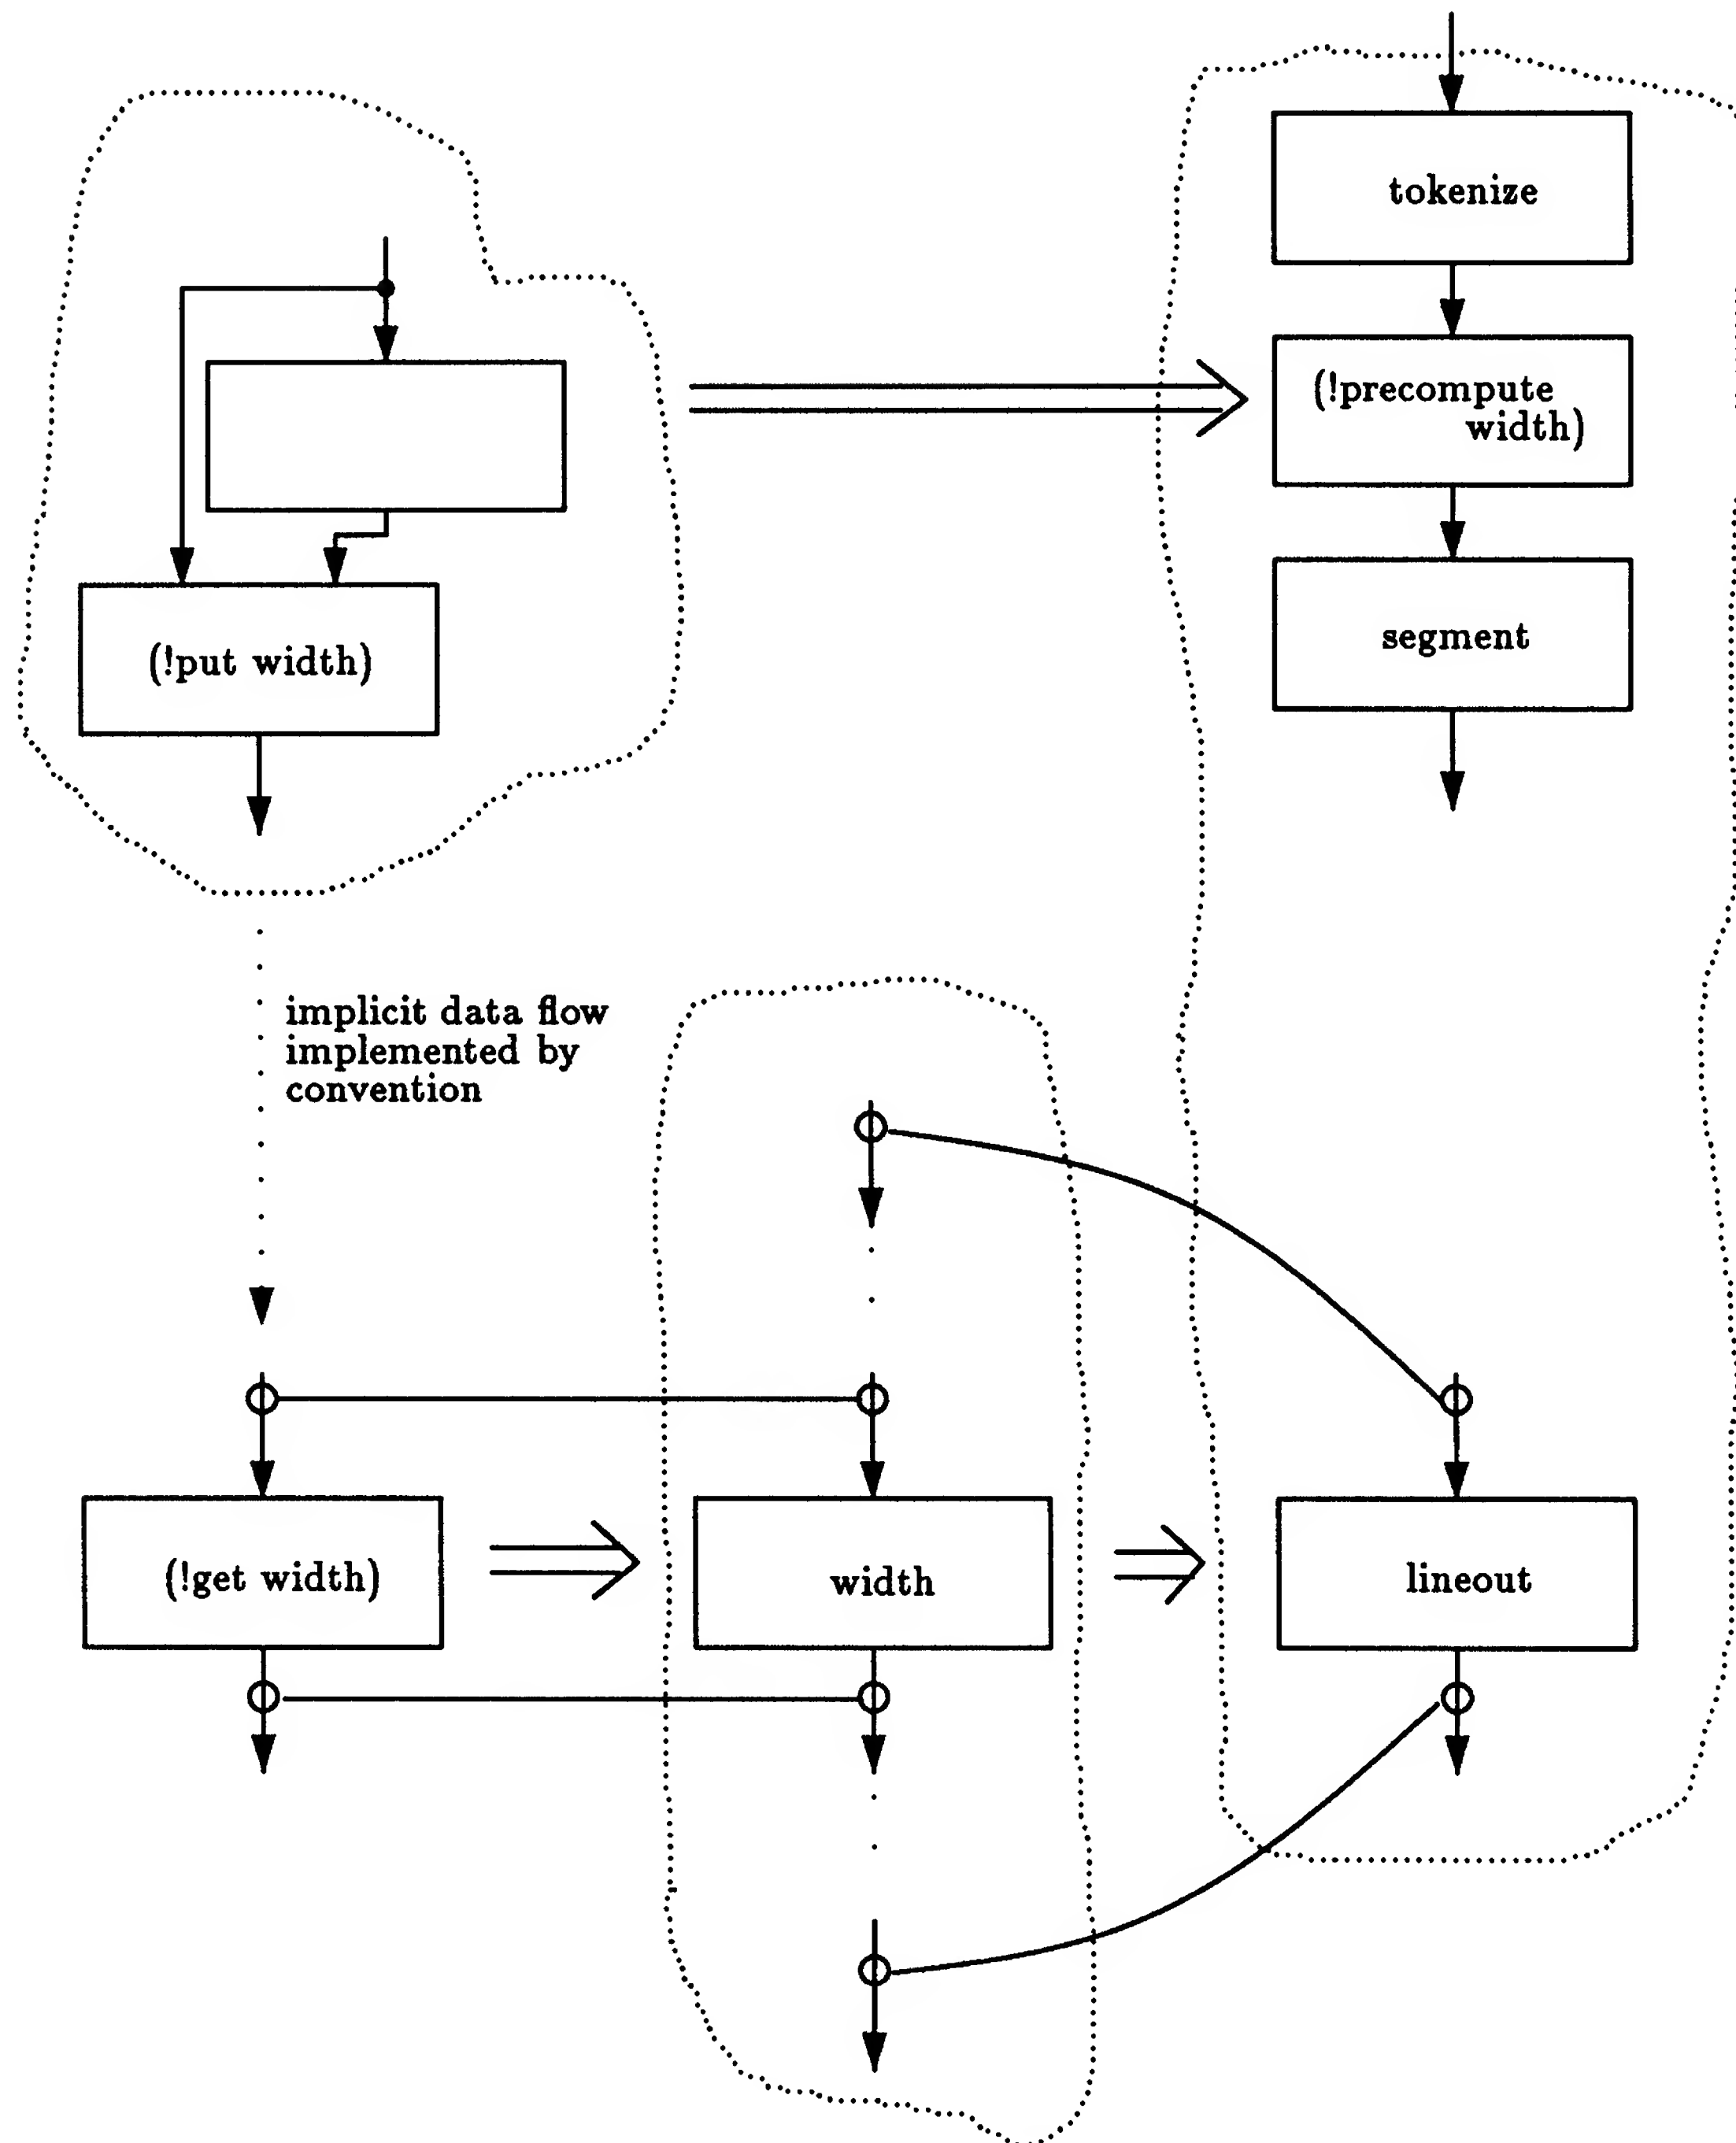 tokenize
(!precompute
width)
segment
(!put width)
implicit data flow
implemented by
convention
(!get width)
width
lineout